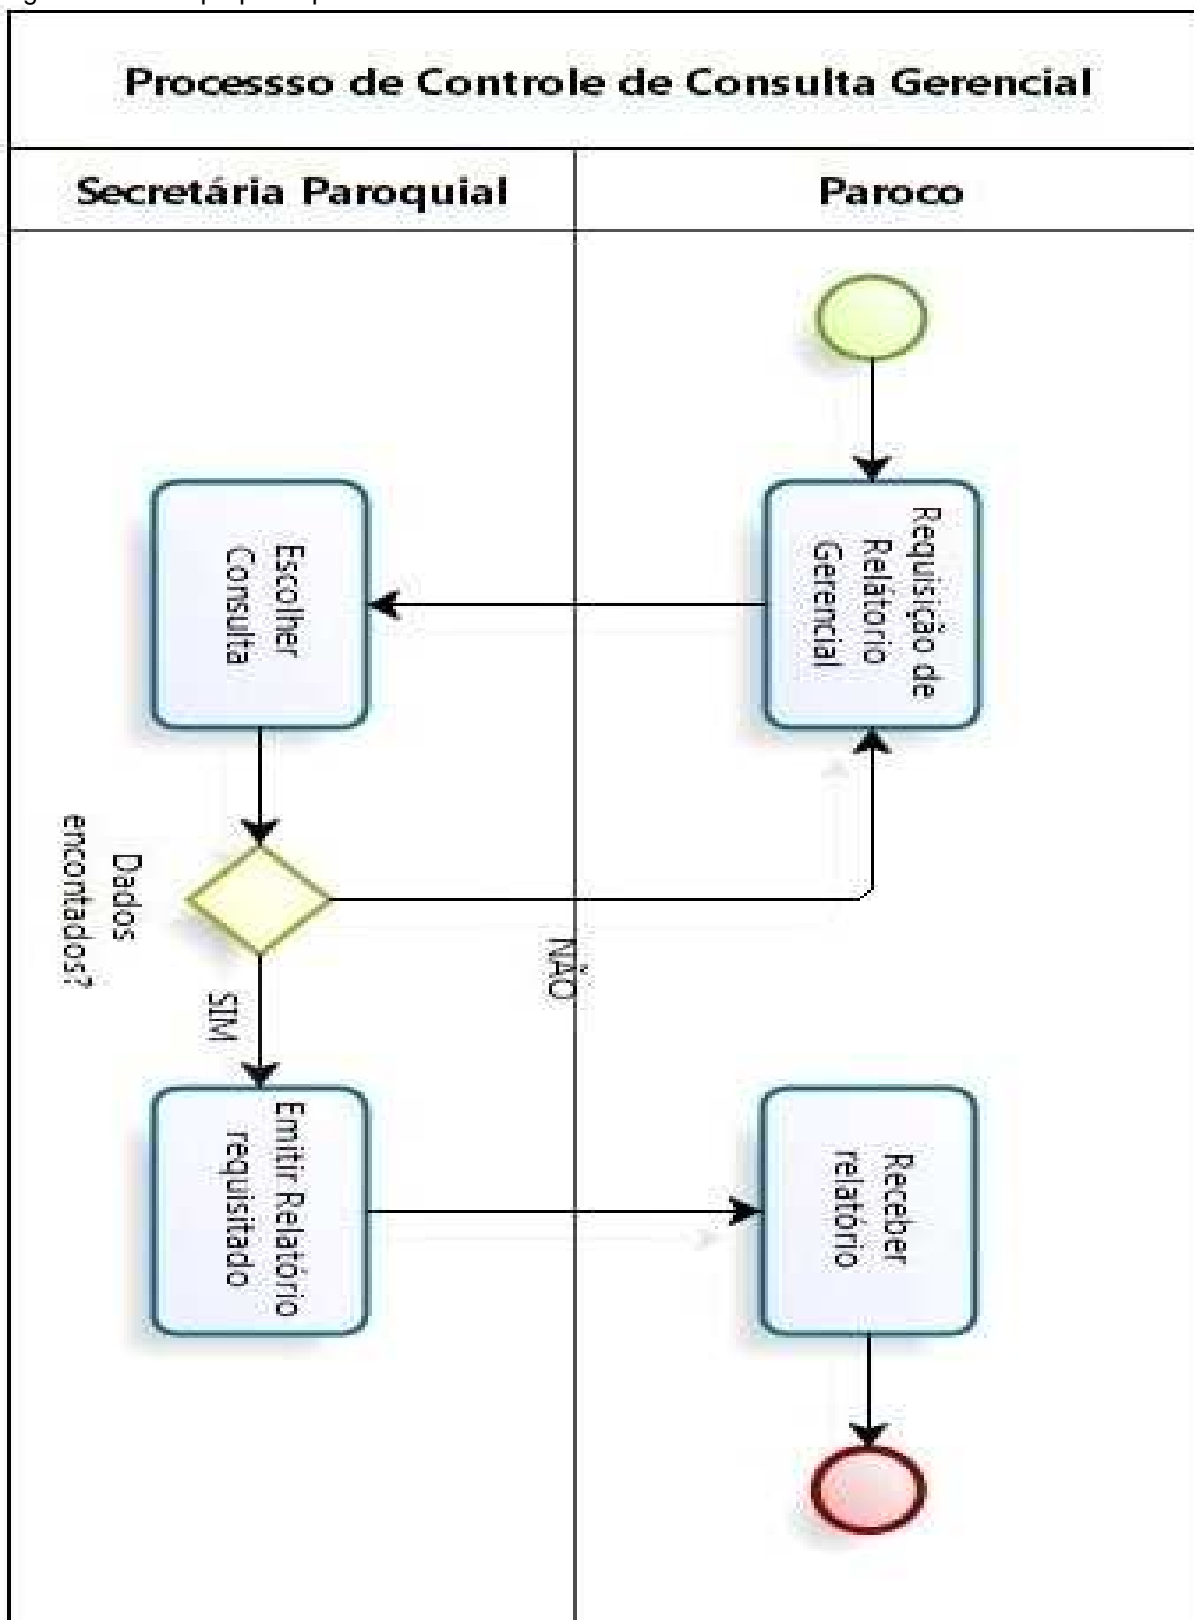 Processso de Controle de Consulta Gerencial
Secretária Paroquial
Paroco
Requisição de
Relátorio
Gerencial
Escolher
Consulta
Dados
encontados?
NÃO
SIM
Emitir Relatório
requisitado
Receber
relatório